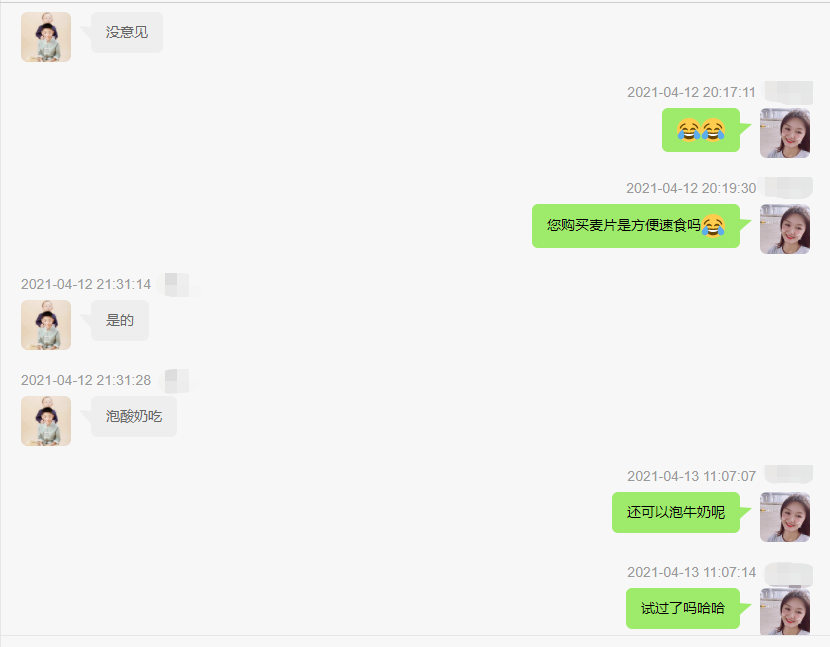 没意见
2021-04-12 20:17:11
😂😂
2021-04-12 20:19:30
您购买麦片是方便速食吗😂
2021-04-12 21:31:14
是的
2021-04-12 21:31:28
泡酸奶吃
2021-04-13 11:07:07
还可以泡牛奶呢
2021-04-13 11:07:14
试过了吗哈哈